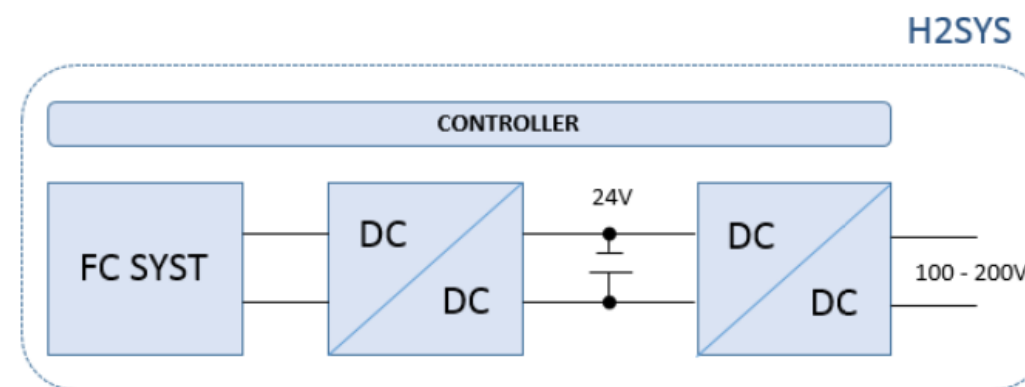 H2SYS
CONTROLLER
FC SYST
DC
DC
24V
DC
DC
100 - 200V